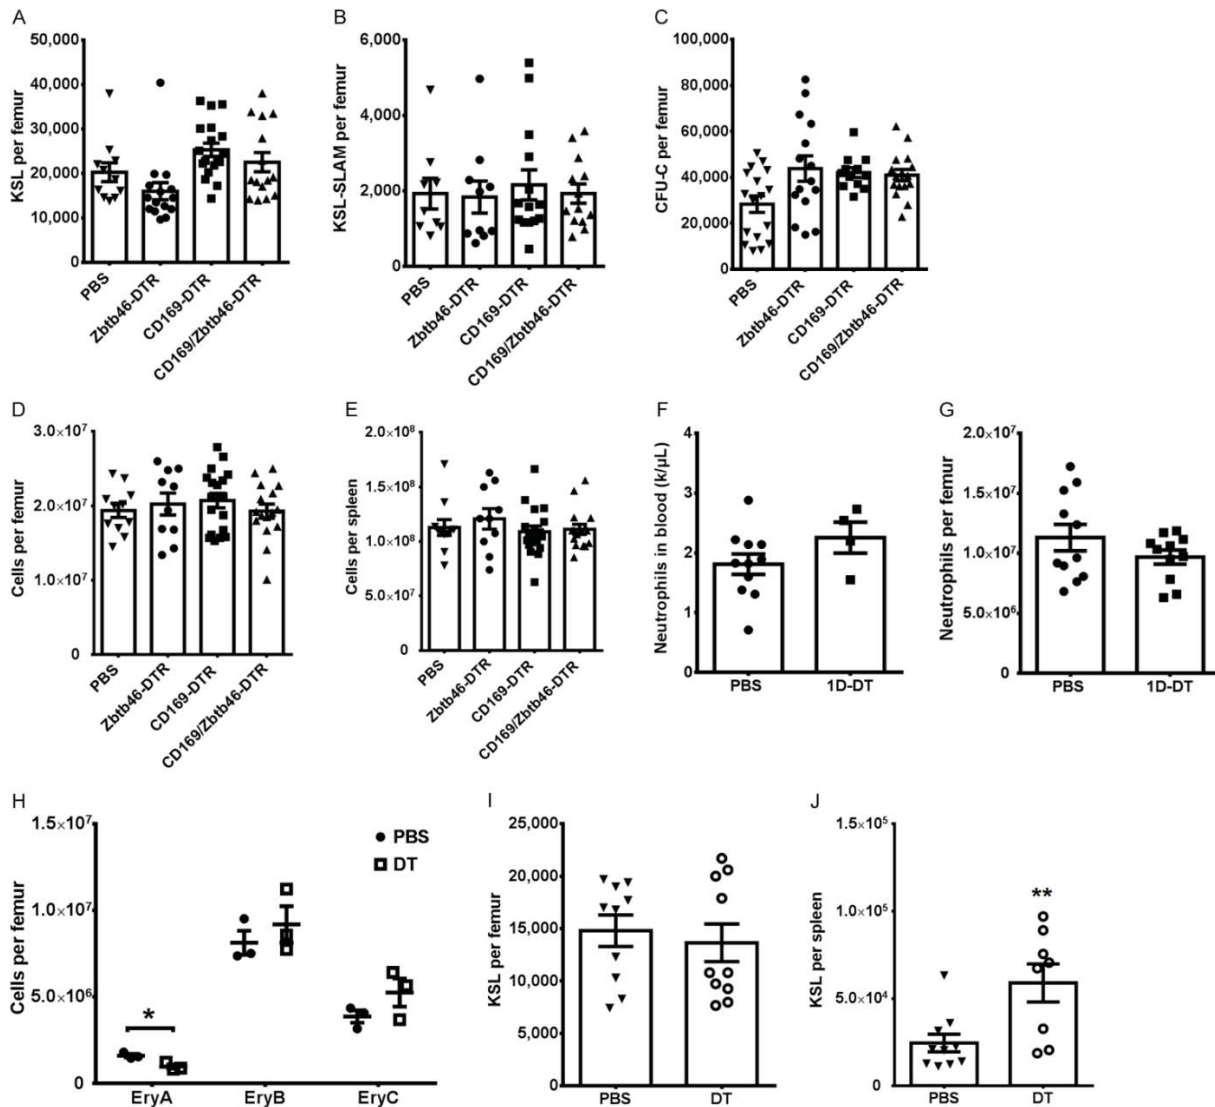 A
KSL per femur
50,000
40,000
30,000
20,000
10,000
0
PBS
Zbtb46-DTR
CD169-DTR
CD169/Zbtb46-DTR
B
KSL-SLAM per femur
6,000
4,000
2,000
0
PBS
Zbtb46-DTR
CD169-DTR
CD169/Zbtb46-DTR
C
CFU-C per femur
100,000
80,000
60,000
40,000
20,000
0
PBS
Zbtb46-DTR
CD169-DTR
CD169/Zbtb46-DTR
D
Cells per femur
3.0×10⁷
2.0×10⁷
1.0×10⁷
0
PBS
Zbtb46-DTR
CD169-DTR
CD169/Zbtb46-DTR
E
Cells per spleen
2.0×10⁸
1.5×10⁸
1.0×10⁸
5.0×10⁷
0
PBS
Zbtb46-DTR
CD169-DTR
CD169/Zbtb46-DTR
F
Neutrophils in blood (k/µL)
4
3
2
1
0
PBS
1D-DT
G
Neutrophils per femur
2.0×10⁷
1.5×10⁷
1.0×10⁷
5.0×10⁶
0
PBS
1D-DT
H
Cells per femur
1.5×10⁷
1.0×10⁷
5.0×10⁶
0
PBS
DT
*
EryA
EryB
EryC
I
KSL per femur
25,000
20,000
15,000
10,000
5,000
0
PBS
DT
J
KSL per spleen
1.5×10⁵
1.0×10⁵
5.0×10⁴
0
**
PBS
DT